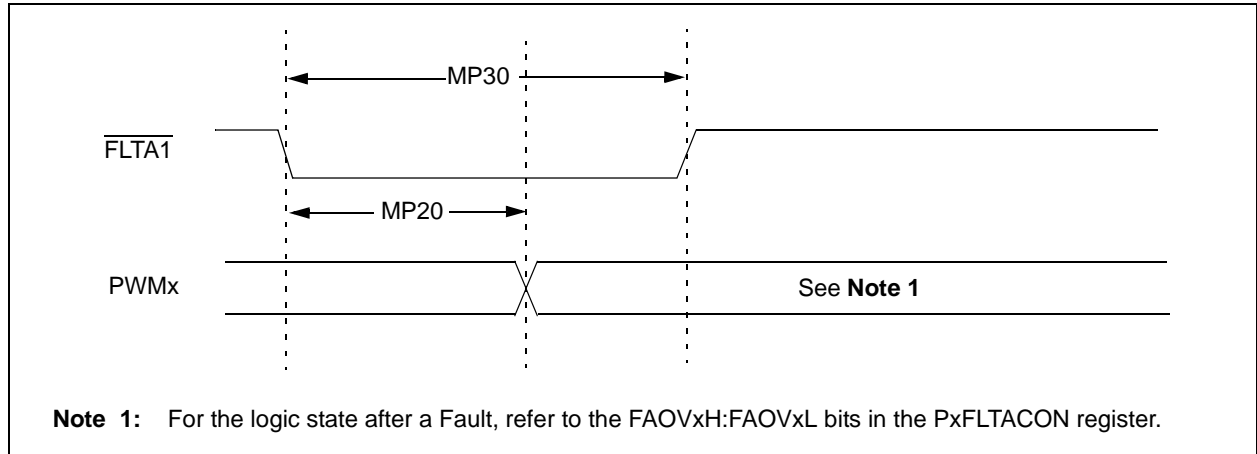 MP30
FLTA1
MP20
PWMx
See Note 1
Note 1: For the logic state after a Fault, refer to the FAOVxH:FAOVxL bits in the PxFLTACON register.